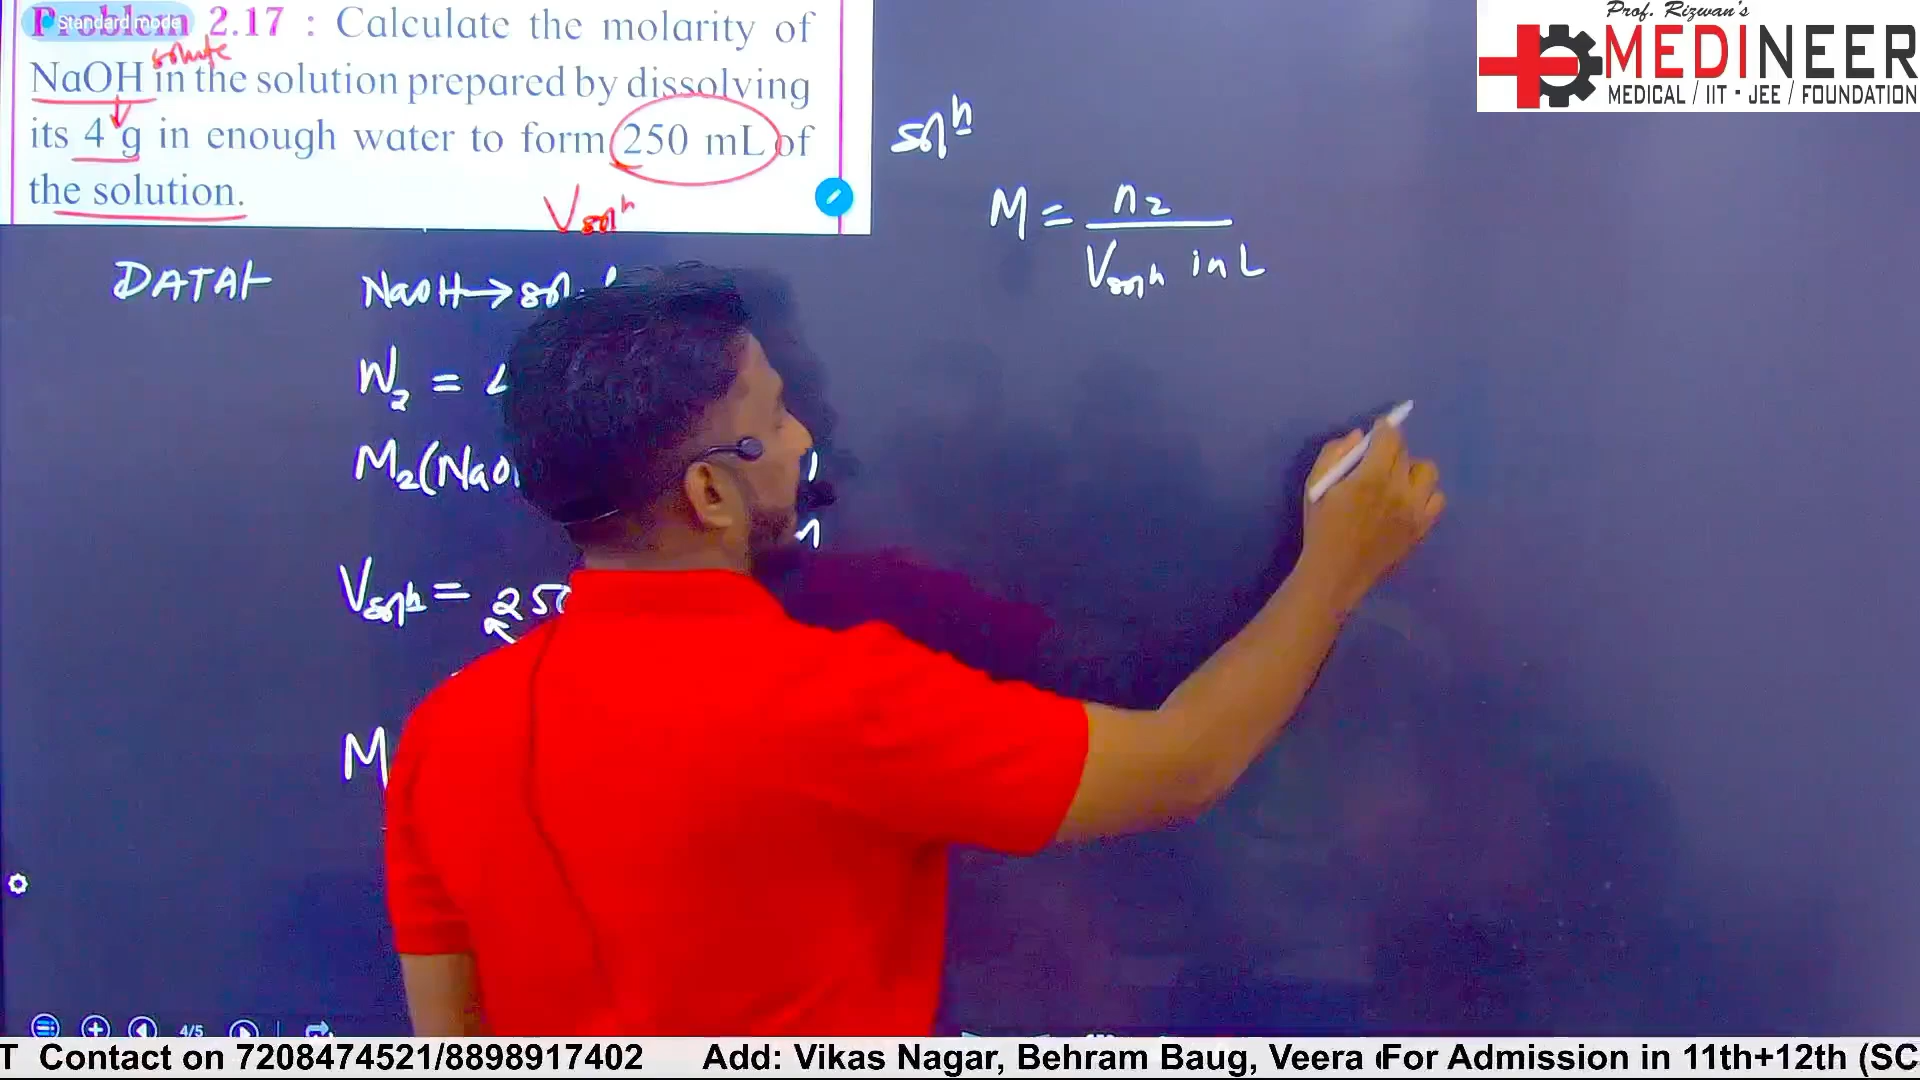 Standard mode
Problem 2.17 : Calculate the molarity of
solute
NaOH in the solution prepared by dissolving
its 4 g in enough water to form 250 mL of
the solution.
Vsolⁿ
Prof. Rizwan's
MEDINEER
MEDICAL / IIT - JEE / FOUNDATION
solⁿ
M = n2
Vsolⁿ in L
DATA
NaOH →
W2 =
M2(NaO
Vsolⁿ = 25
M
4/5
T Contact on 7208474521/8898917402 Add: Vikas Nagar, Behram Baug, Veera For Admission in 11th+12th (SC